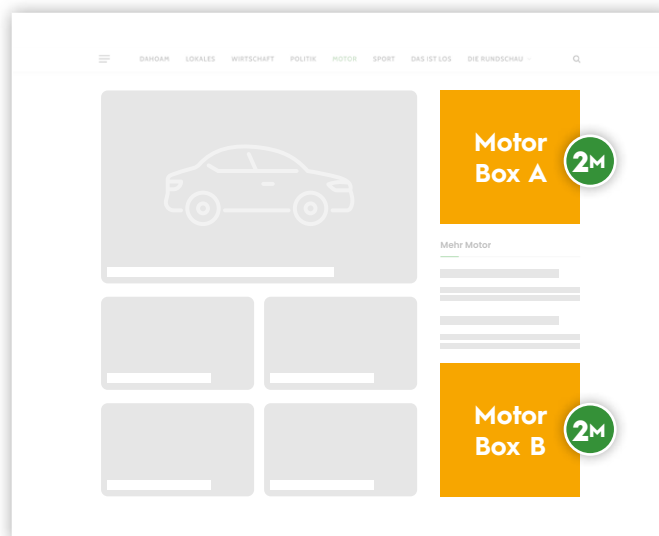 DAHOAM LOKALES WIRTSCHAFT POLITIK MOTOR SPORT DAS IST LOS DIE RUNDSCHAU
Motor
Box A
2M
Mehr Motor
Motor
Box B
2M